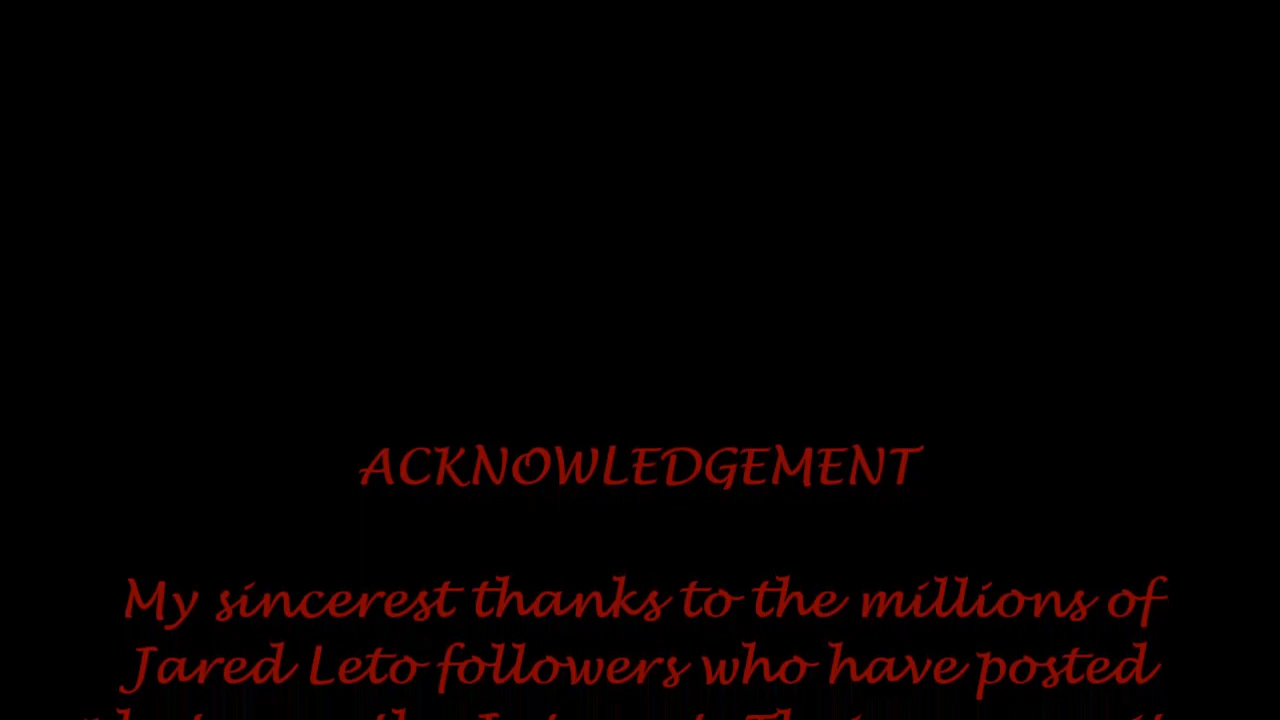 ACKNOWLEDGEMENT
My sincerest thanks to the millions of
Jared Leto followers who have posted